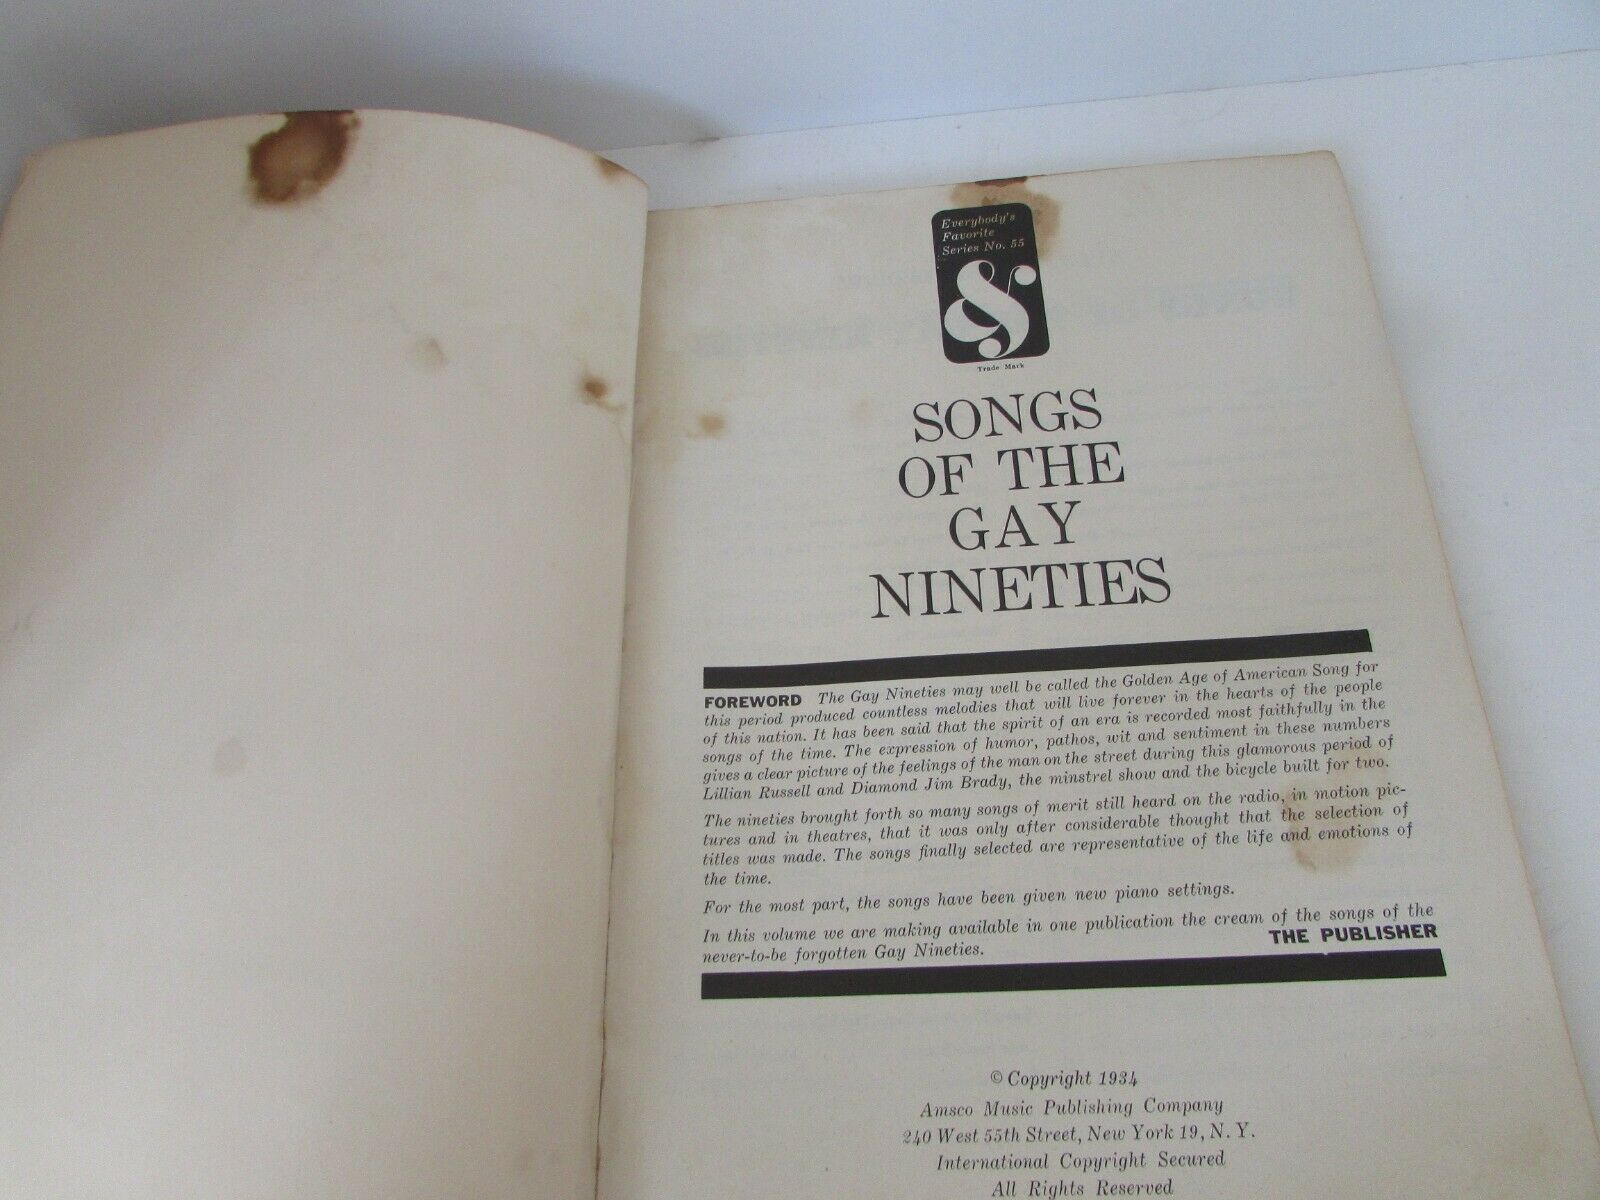 Everybody's
Favorite
Series No. 55
&
Trade Mark
SONGS
OF THE
GAY
NINETIES
FOREWORD The Gay Nineties may well be called the Golden Age of American Song for
this period produced countless melodies that will live forever in the hearts of the people
of this nation. It has been said that the spirit of an era is recorded most faithfully in the
songs of the time. The expression of humor, pathos, wit and sentiment in these numbers
gives a clear picture of the feelings of the man on the street during this glamorous period of
Lillian Russell and Diamond Jim Brady, the minstrel show and the bicycle built for two.
The nineties brought forth so many songs of merit still heard on the radio, in motion pic-
tures and in theatres, that it was only after considerable thought that the selection of
titles was made. The songs finally selected are representative of the life and emotions of
the time.
For the most part, the songs have been given new piano settings.
In this volume we are making available in one publication the cream of the songs of the
never-to-be forgotten Gay Nineties.
THE PUBLISHER
© Copyright 1934
Amsco Music Publishing Company
240 West 55th Street, New York 19, N. Y.
International Copyright Secured
All Rights Reserved